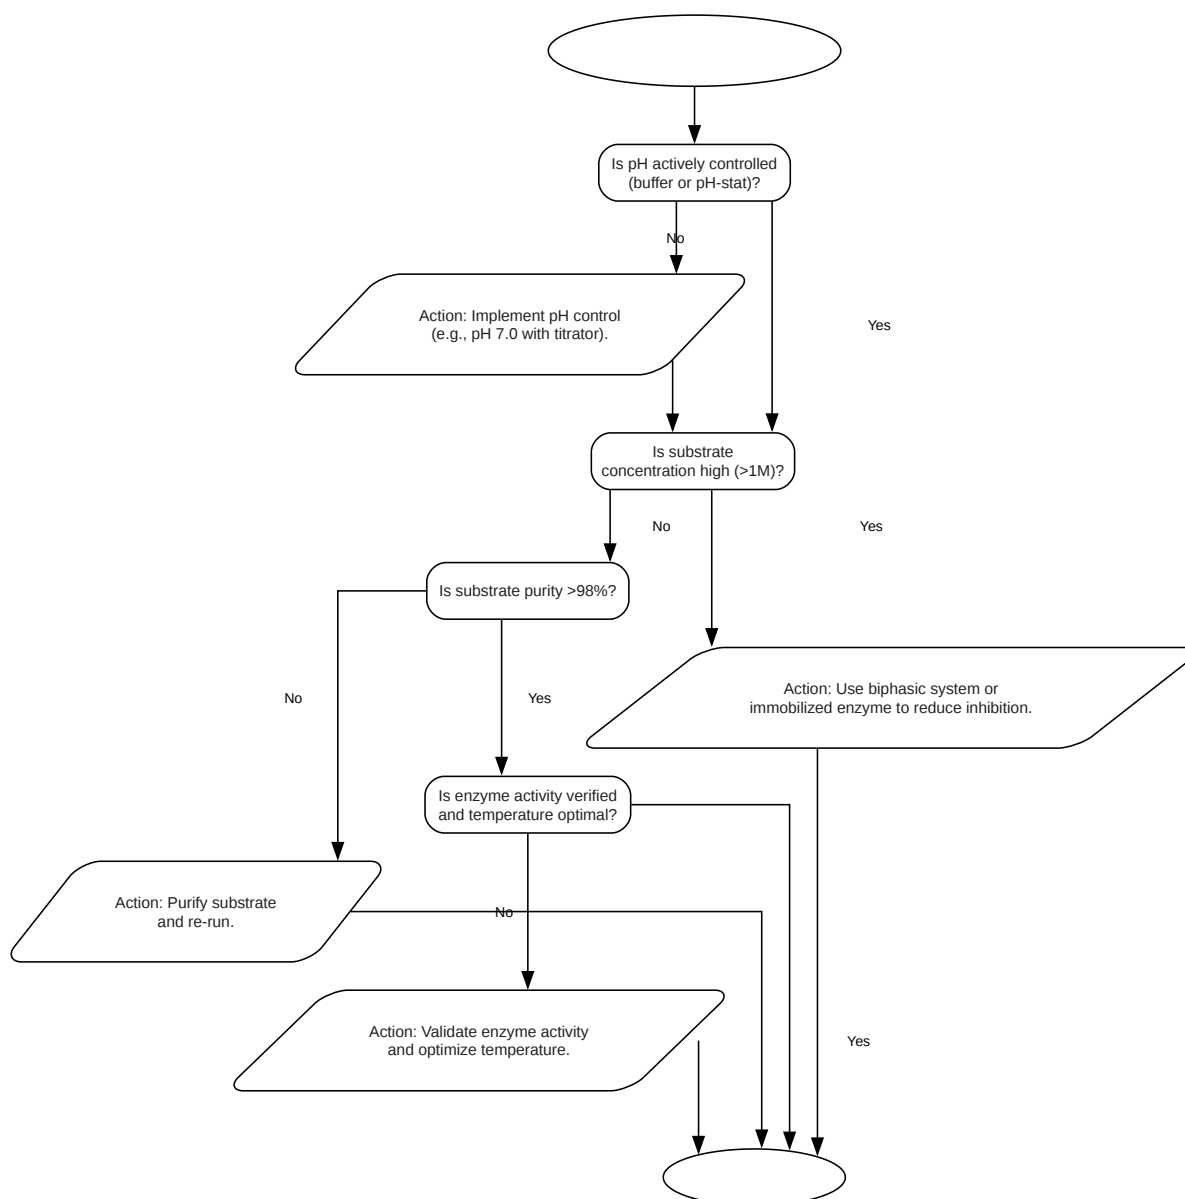 Is pH actively controlled
(buffer or pH-stat)?
No
Action: Implement pH control
(e.g., pH 7.0 with titrator).
Yes
Is substrate
concentration high (>1M)?
No
Yes
Is substrate purity >98%?
No
Yes
Action: Use biphasic system or
immobilized enzyme to reduce inhibition.
Is enzyme activity verified
and temperature optimal?
Action: Purify substrate
and re-run.
No
Action: Validate enzyme activity
and optimize temperature.
Yes